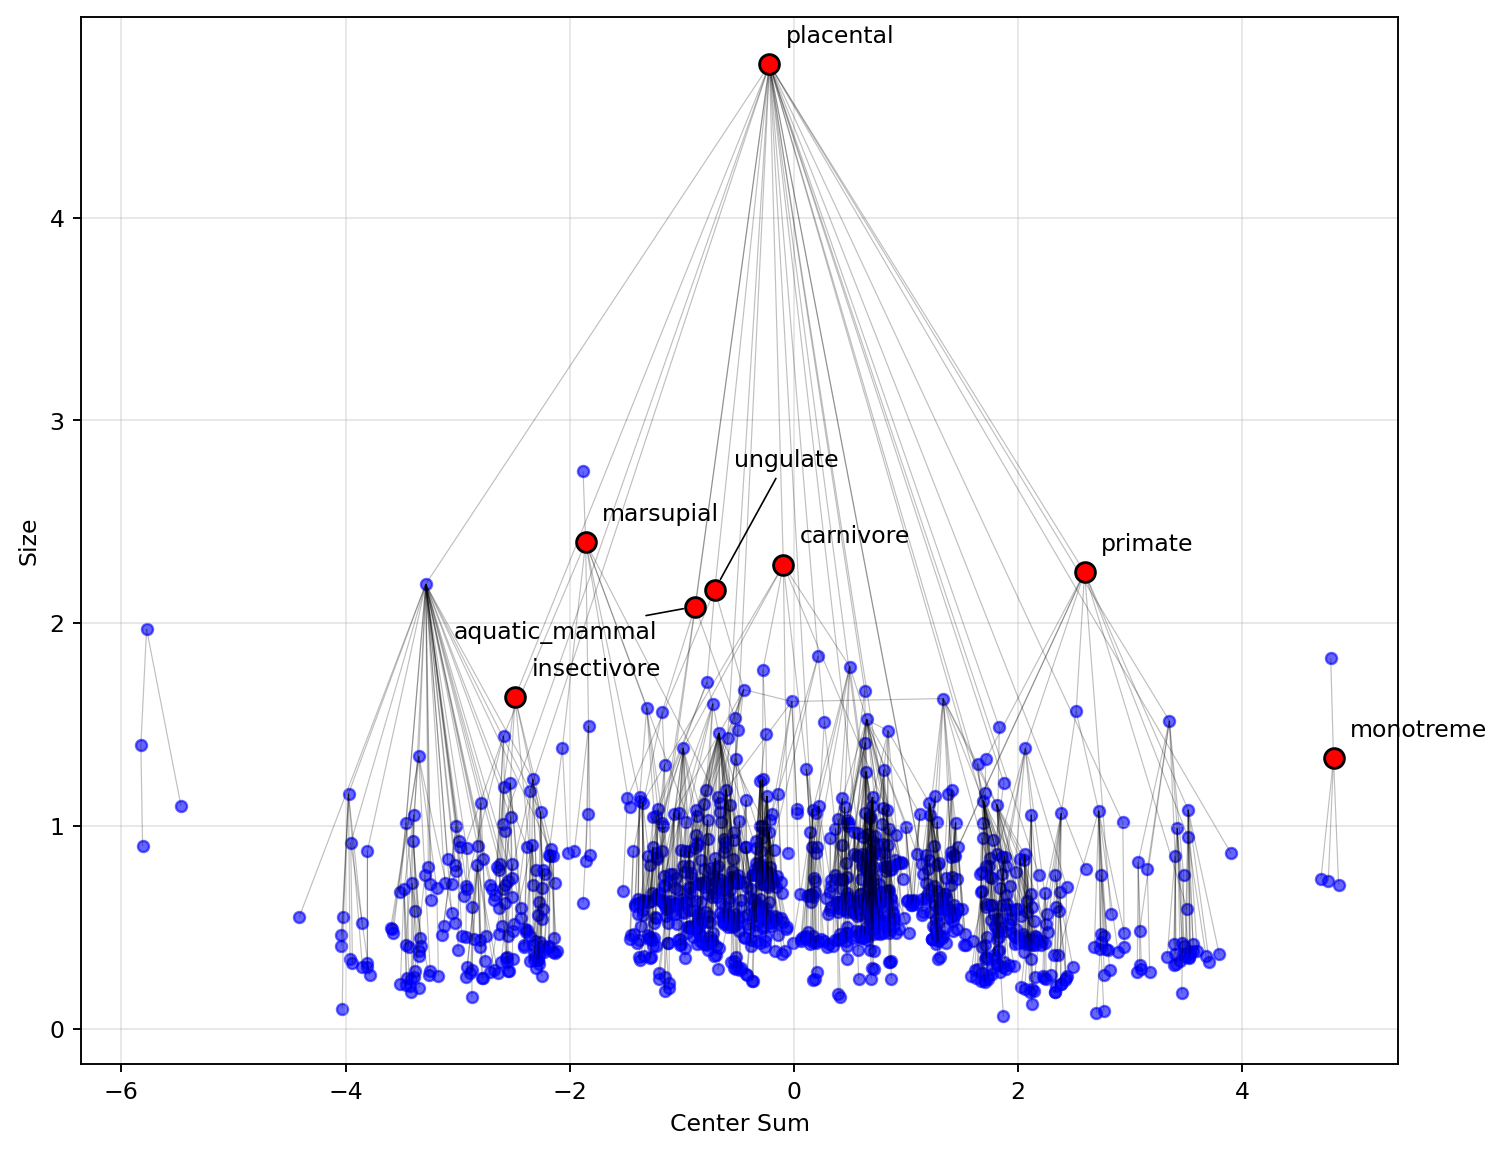 placental
4
3
ungulate
marsupial
carnivore
primate
Size
2
aquatic_mammal
insectivore
monotreme
1
0
−6
−4
−2
0
2
4
Center Sum